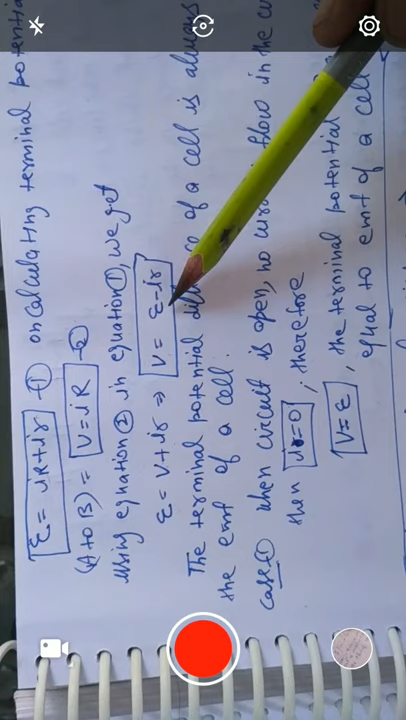 ε = iR+ir — ① on calculating terminal potential
(A to B) = V=iR — ②
using equation ② in equation ①, we get
ε = V+ir ⇒ V = ε-ir
The terminal potential of a cell is always
the emf of a cell.
case ① when circuit is open, no flow in the
then ir=0, therefore
V=ε, the terminal potential
equal to emf of a cell